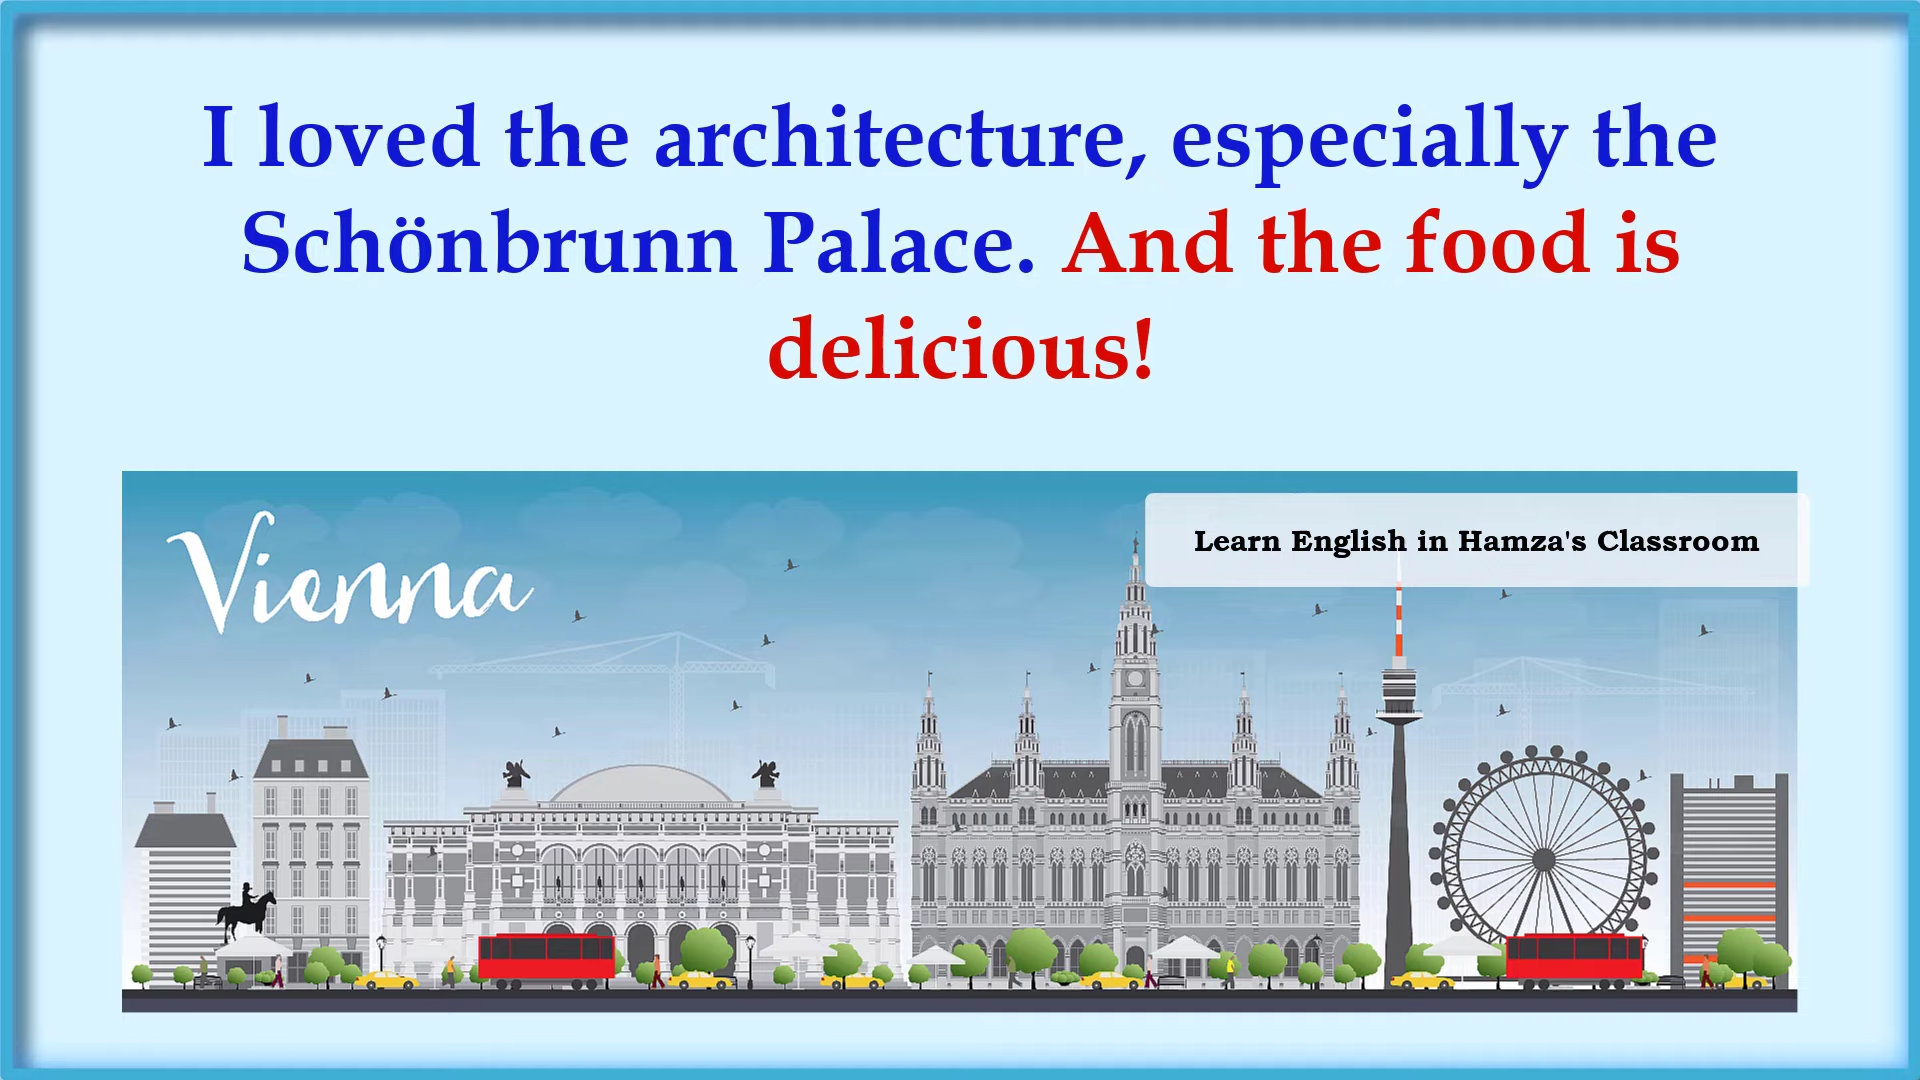 I loved the architecture, especially the
Schönbrunn Palace. And the food is
delicious!
Vienna
Learn English in Hamza's Classroom